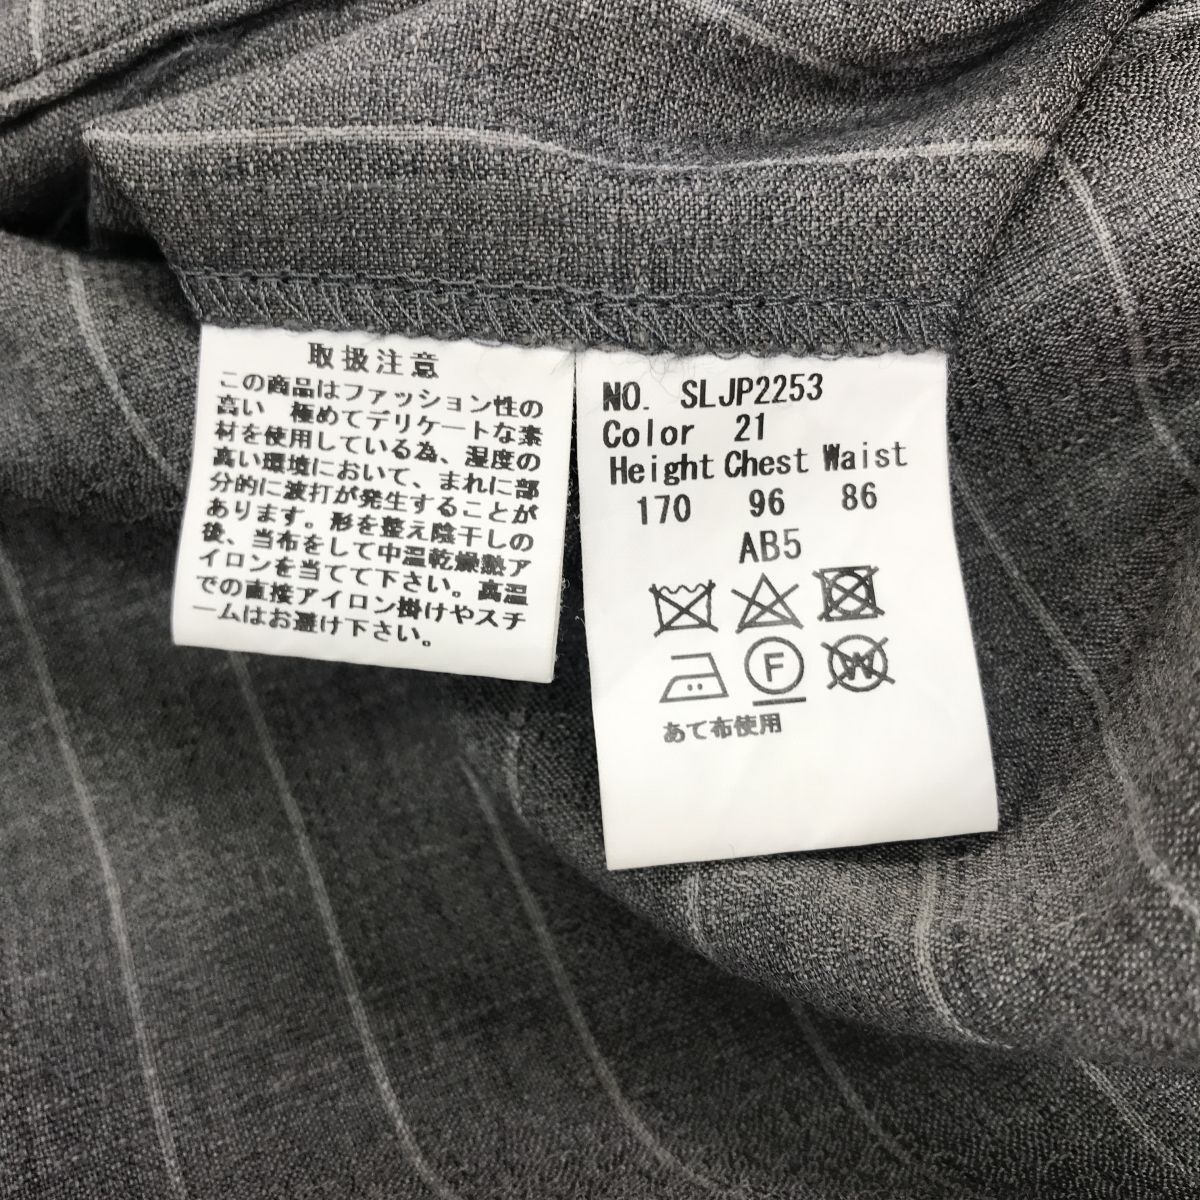 取扱注意
この商品はファッション性の
高い　極めてデリケートな素
材を使用している為、湿度の
高い環境において、まれに部
分的に波打が発生することが
あります。形を整え陰干しの
後、当布をして中温乾燥熱ア
イロンを当てて下さい。高温
での直接アイロン掛けやスチ
ームはお避け下さい。
NO. SLJP2253
Color 21
Height Chest Waist
170 96 86
AB5
F W
あて布使用